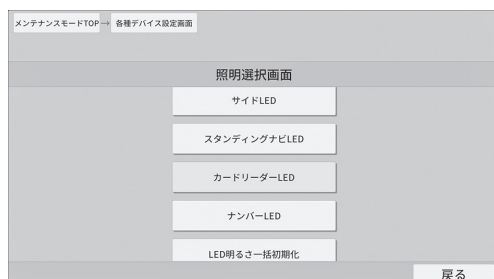 メンテナンスモードTOP→各種デバイス設定画面
照明選択画面
サイドLED
スタンディングナビLED
カードリーダーLED
ナンバーLED
LED明るさ一括初期化
戻る